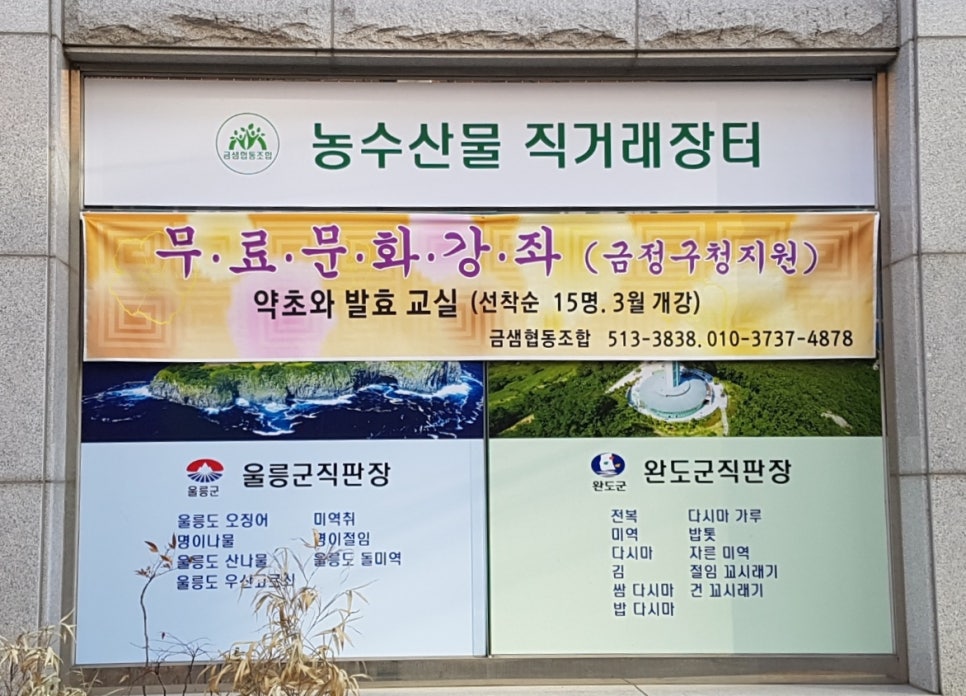 금샘협동조합
농수산물 직거래장터
무·료·문·화·강·좌 (금정구청지원)
약초와 발효 교실 (선착순 15명. 3월 개강)
금샘협동조합 513-3838. 010-3737-4878
울릉군
울릉군직판장
울릉도 오징어 미역취
명이나물 명이절임
울릉도 산나물 울릉도 돌미역
울릉도
완도군
완도군직판장
전복 다시마 가루
미역 밥톳
다시마 자른 미역
김 절임 꼬시래기
쌈 다시마 건 꼬시래기
밥 다시마